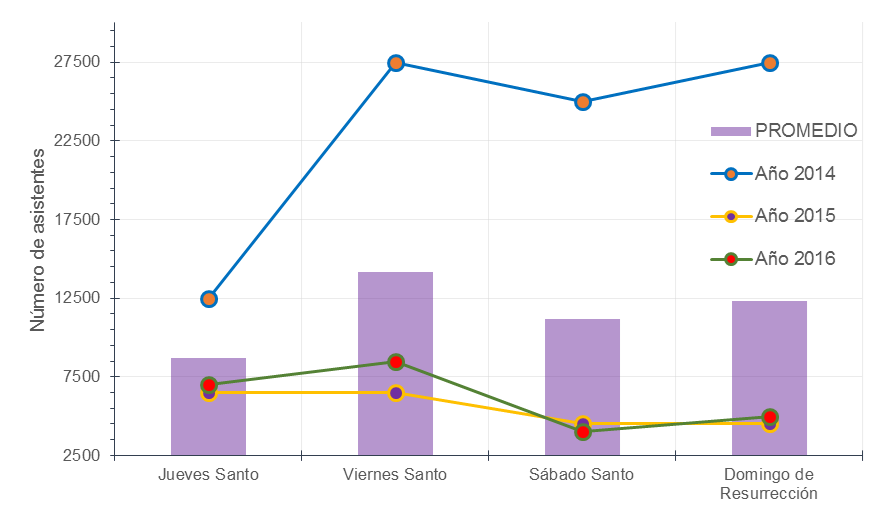 Número de asistentes
27500
22500
17500
12500
7500
2500
PROMEDIO
Año 2014
Año 2015
Año 2016
Jueves Santo
Viernes Santo
Sábado Santo
Domingo de
Resurrección